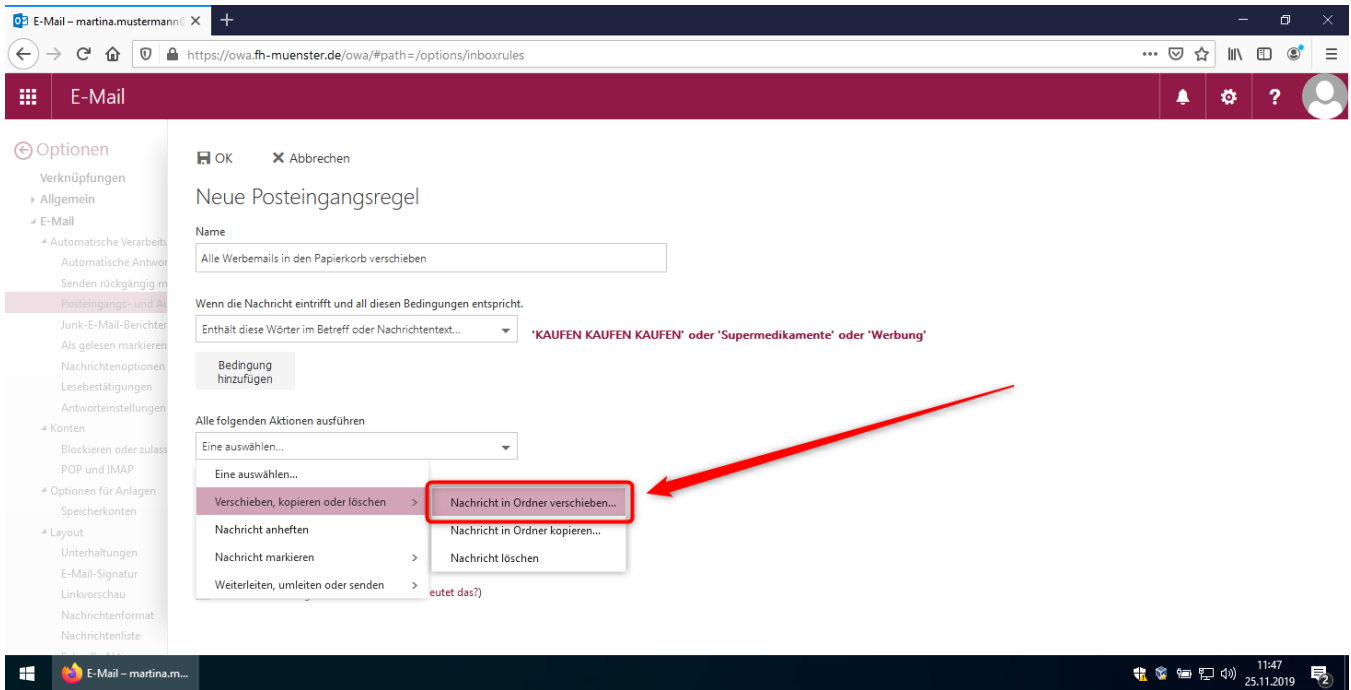 E-Mail – martina.mustermann@
https://owa.fh-muenster.de/owa/#path=/options/inboxrules
E-Mail
?
Optionen
Verknüpfungen
Allgemein
E-Mail
Automatische Verarbeitu
Automatische Antwor
Senden rückgängig m
Posteingangs- und Au
Junk-E-Mail-Berichter
Als gelesen markieren
Nachrichtenoptionen
Lesebestätigungen
Antworteinstellungen
Konten
Blockieren oder zulass
POP und IMAP
Optionen für Anlagen
Speicherkonten
Layout
Unterhaltungen
E-Mail-Signatur
Linkvorschau
Nachrichtenformat
Nachrichtenliste
OK
Abbrechen
Neue Posteingangsregel
Name
Alle Werbemails in den Papierkorb verschieben
Wenn die Nachricht eintrifft und all diesen Bedingungen entspricht.
Enthält diese Wörter im Betreff oder Nachrichtentext...
'KAUFEN KAUFEN KAUFEN' oder 'Supermedikamente' oder 'Werbung'
Bedingung
hinzufügen
Alle folgenden Aktionen ausführen
Eine auswählen...
Eine auswählen...
Verschieben, kopieren oder löschen
Nachricht anheften
Nachricht markieren
Weiterleiten, umleiten oder senden
Nachricht in Ordner verschieben...
Nachricht in Ordner kopieren...
Nachricht löschen
eutet das?)
E-Mail – martina.m...
11:47
25.11.2019
2